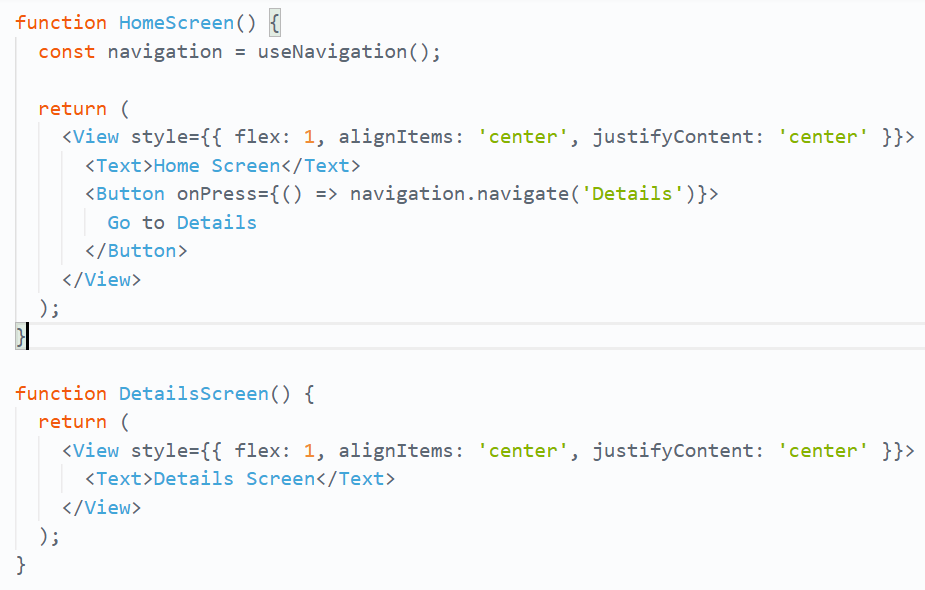 function HomeScreen() {
  const navigation = useNavigation();

  return (
    <View style={{ flex: 1, alignItems: 'center', justifyContent: 'center' }}>
      <Text>Home Screen</Text>
      <Button onPress={() => navigation.navigate('Details')}>
        Go to Details
      </Button>
    </View>
  );
}

function DetailsScreen() {
  return (
    <View style={{ flex: 1, alignItems: 'center', justifyContent: 'center' }}>
      <Text>Details Screen</Text>
    </View>
  );
}